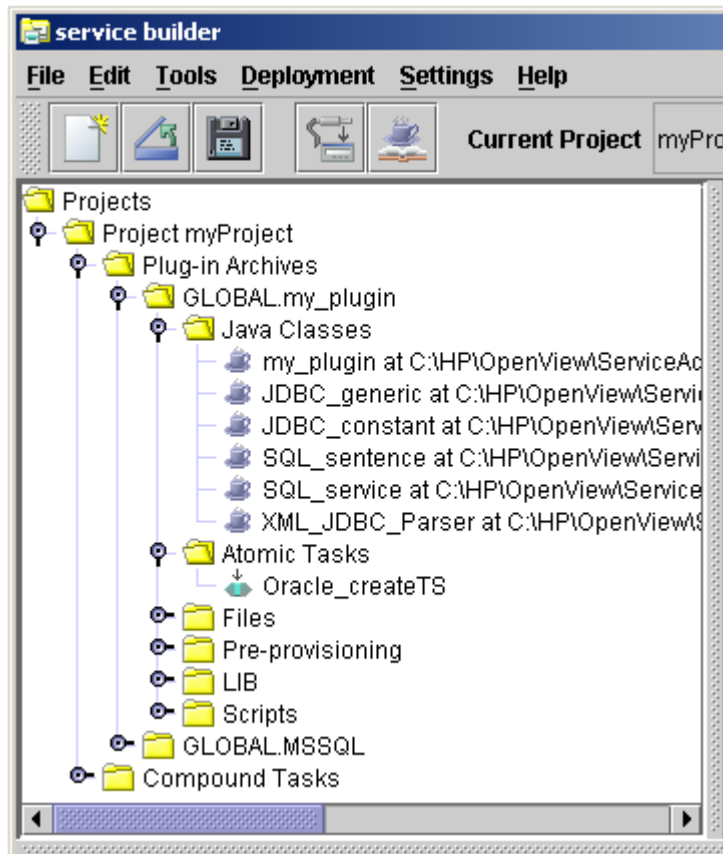 service builder
File Edit Tools Deployment Settings Help
Current Project myPro
Projects
Project myProject
Plug-in Archives
GLOBAL.my_plugin
Java Classes
my_plugin at C:\HP\OpenView\ServiceAc
JDBC_generic at C:\HP\OpenView\Servi
JDBC_constant at C:\HP\OpenView\Serv
SQL_sentence at C:\HP\OpenView\Servi
SQL_service at C:\HP\OpenView\Service
XML_JDBC_Parser at C:\HP\OpenView\S
Atomic Tasks
Oracle_createTS
Files
Pre-provisioning
LIB
Scripts
GLOBAL.MSSQL
Compound Tasks